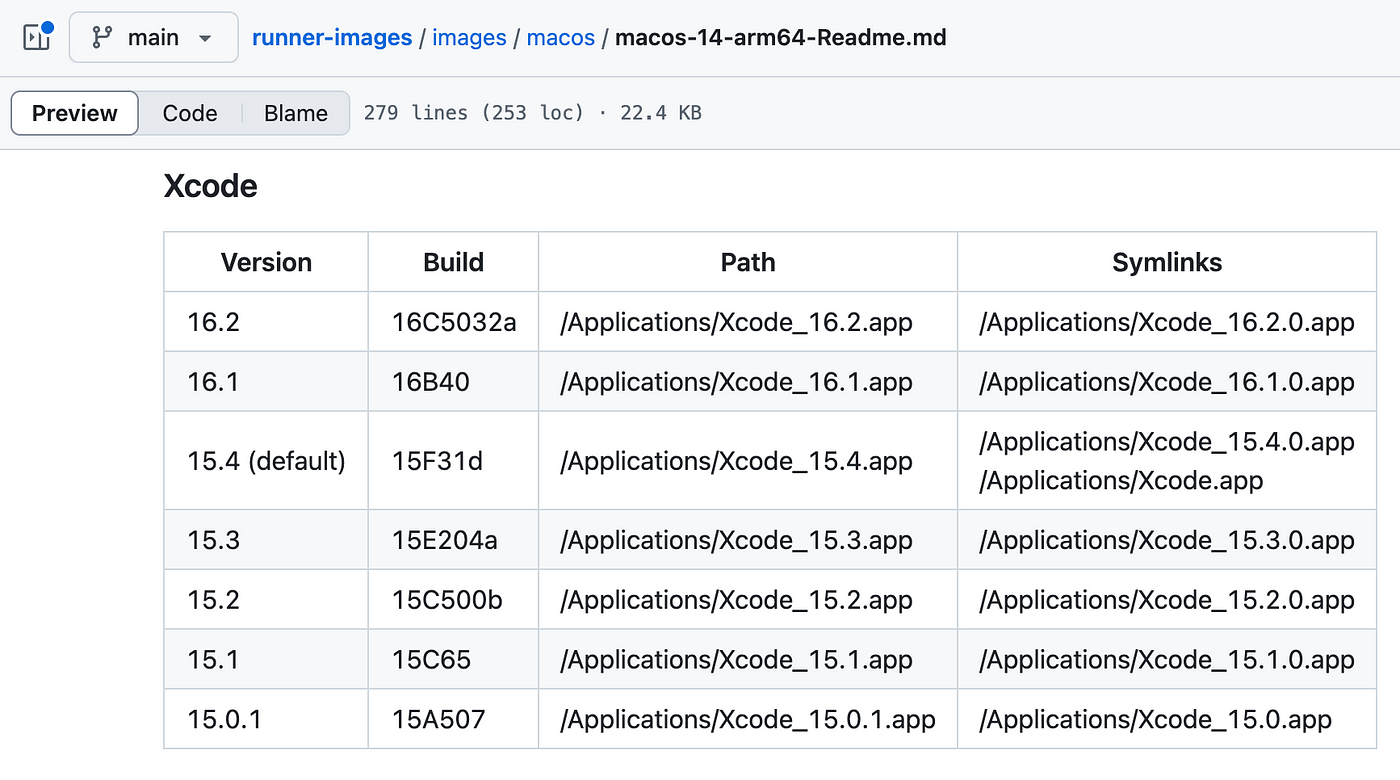 main
runner-images / images / macos / macos-14-arm64-Readme.md
Preview Code Blame 279 lines (253 loc) · 22.4 KB
Xcode
Version Build Path Symlinks
16.2 16C5032a /Applications/Xcode_16.2.app /Applications/Xcode_16.2.0.app
16.1 16B40 /Applications/Xcode_16.1.app /Applications/Xcode_16.1.0.app
15.4 (default) 15F31d /Applications/Xcode_15.4.app /Applications/Xcode_15.4.0.app
/Applications/Xcode.app
15.3 15E204a /Applications/Xcode_15.3.app /Applications/Xcode_15.3.0.app
15.2 15C500b /Applications/Xcode_15.2.app /Applications/Xcode_15.2.0.app
15.1 15C65 /Applications/Xcode_15.1.app /Applications/Xcode_15.1.0.app
15.0.1 15A507 /Applications/Xcode_15.0.1.app /Applications/Xcode_15.0.app